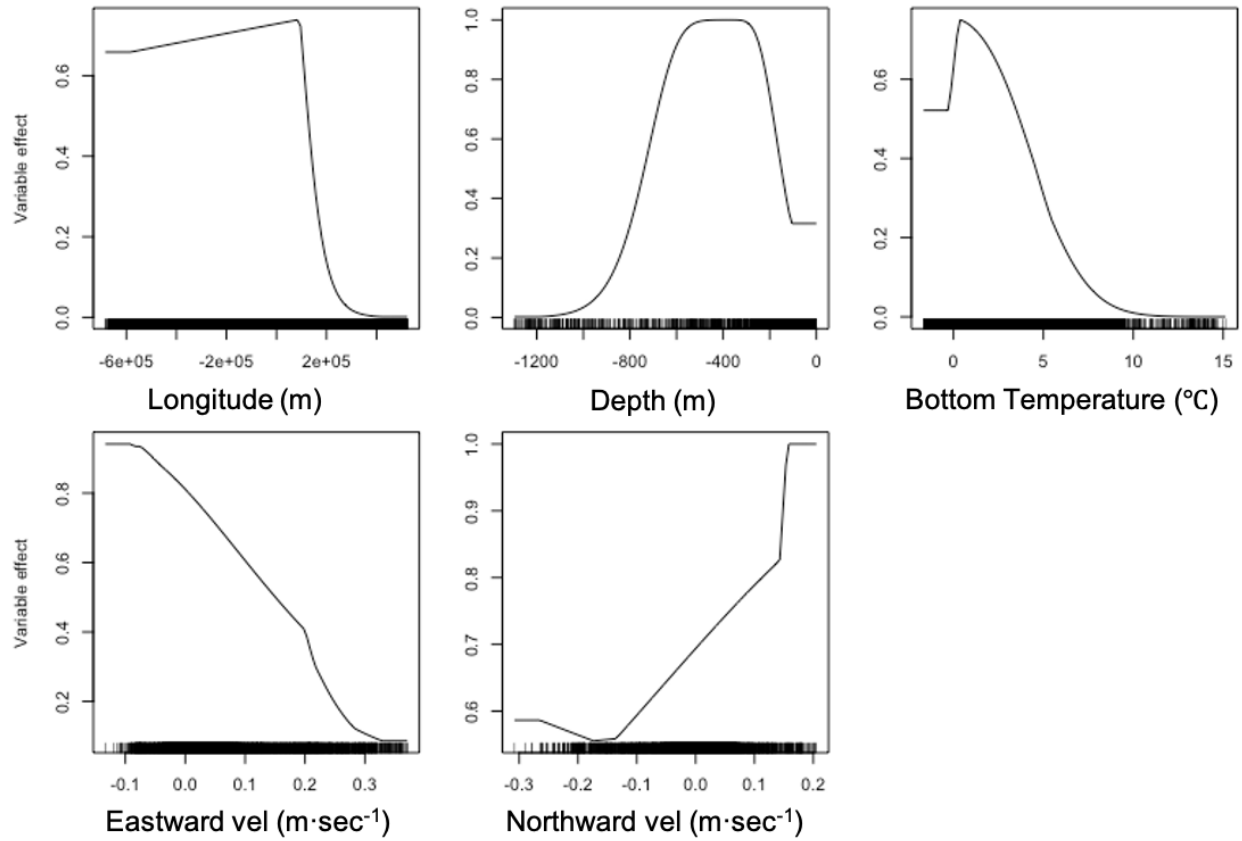 Variable effect
0.6
0.4
0.2
0.0
-6e+05 -2e+05 2e+05
Longitude (m)
1.0
0.8
0.6
0.4
0.2
0.0
-1200 -800 -400 0
Depth (m)
0.6
0.4
0.2
0.0
0 5 10 15
Bottom Temperature (℃)
Variable effect
0.8
0.6
0.4
0.2
-0.1 0.0 0.1 0.2 0.3
Eastward vel (m·sec⁻¹)
1.0
0.9
0.8
0.7
0.6
-0.3 -0.2 -0.1 0.0 0.1 0.2
Northward vel (m·sec⁻¹)